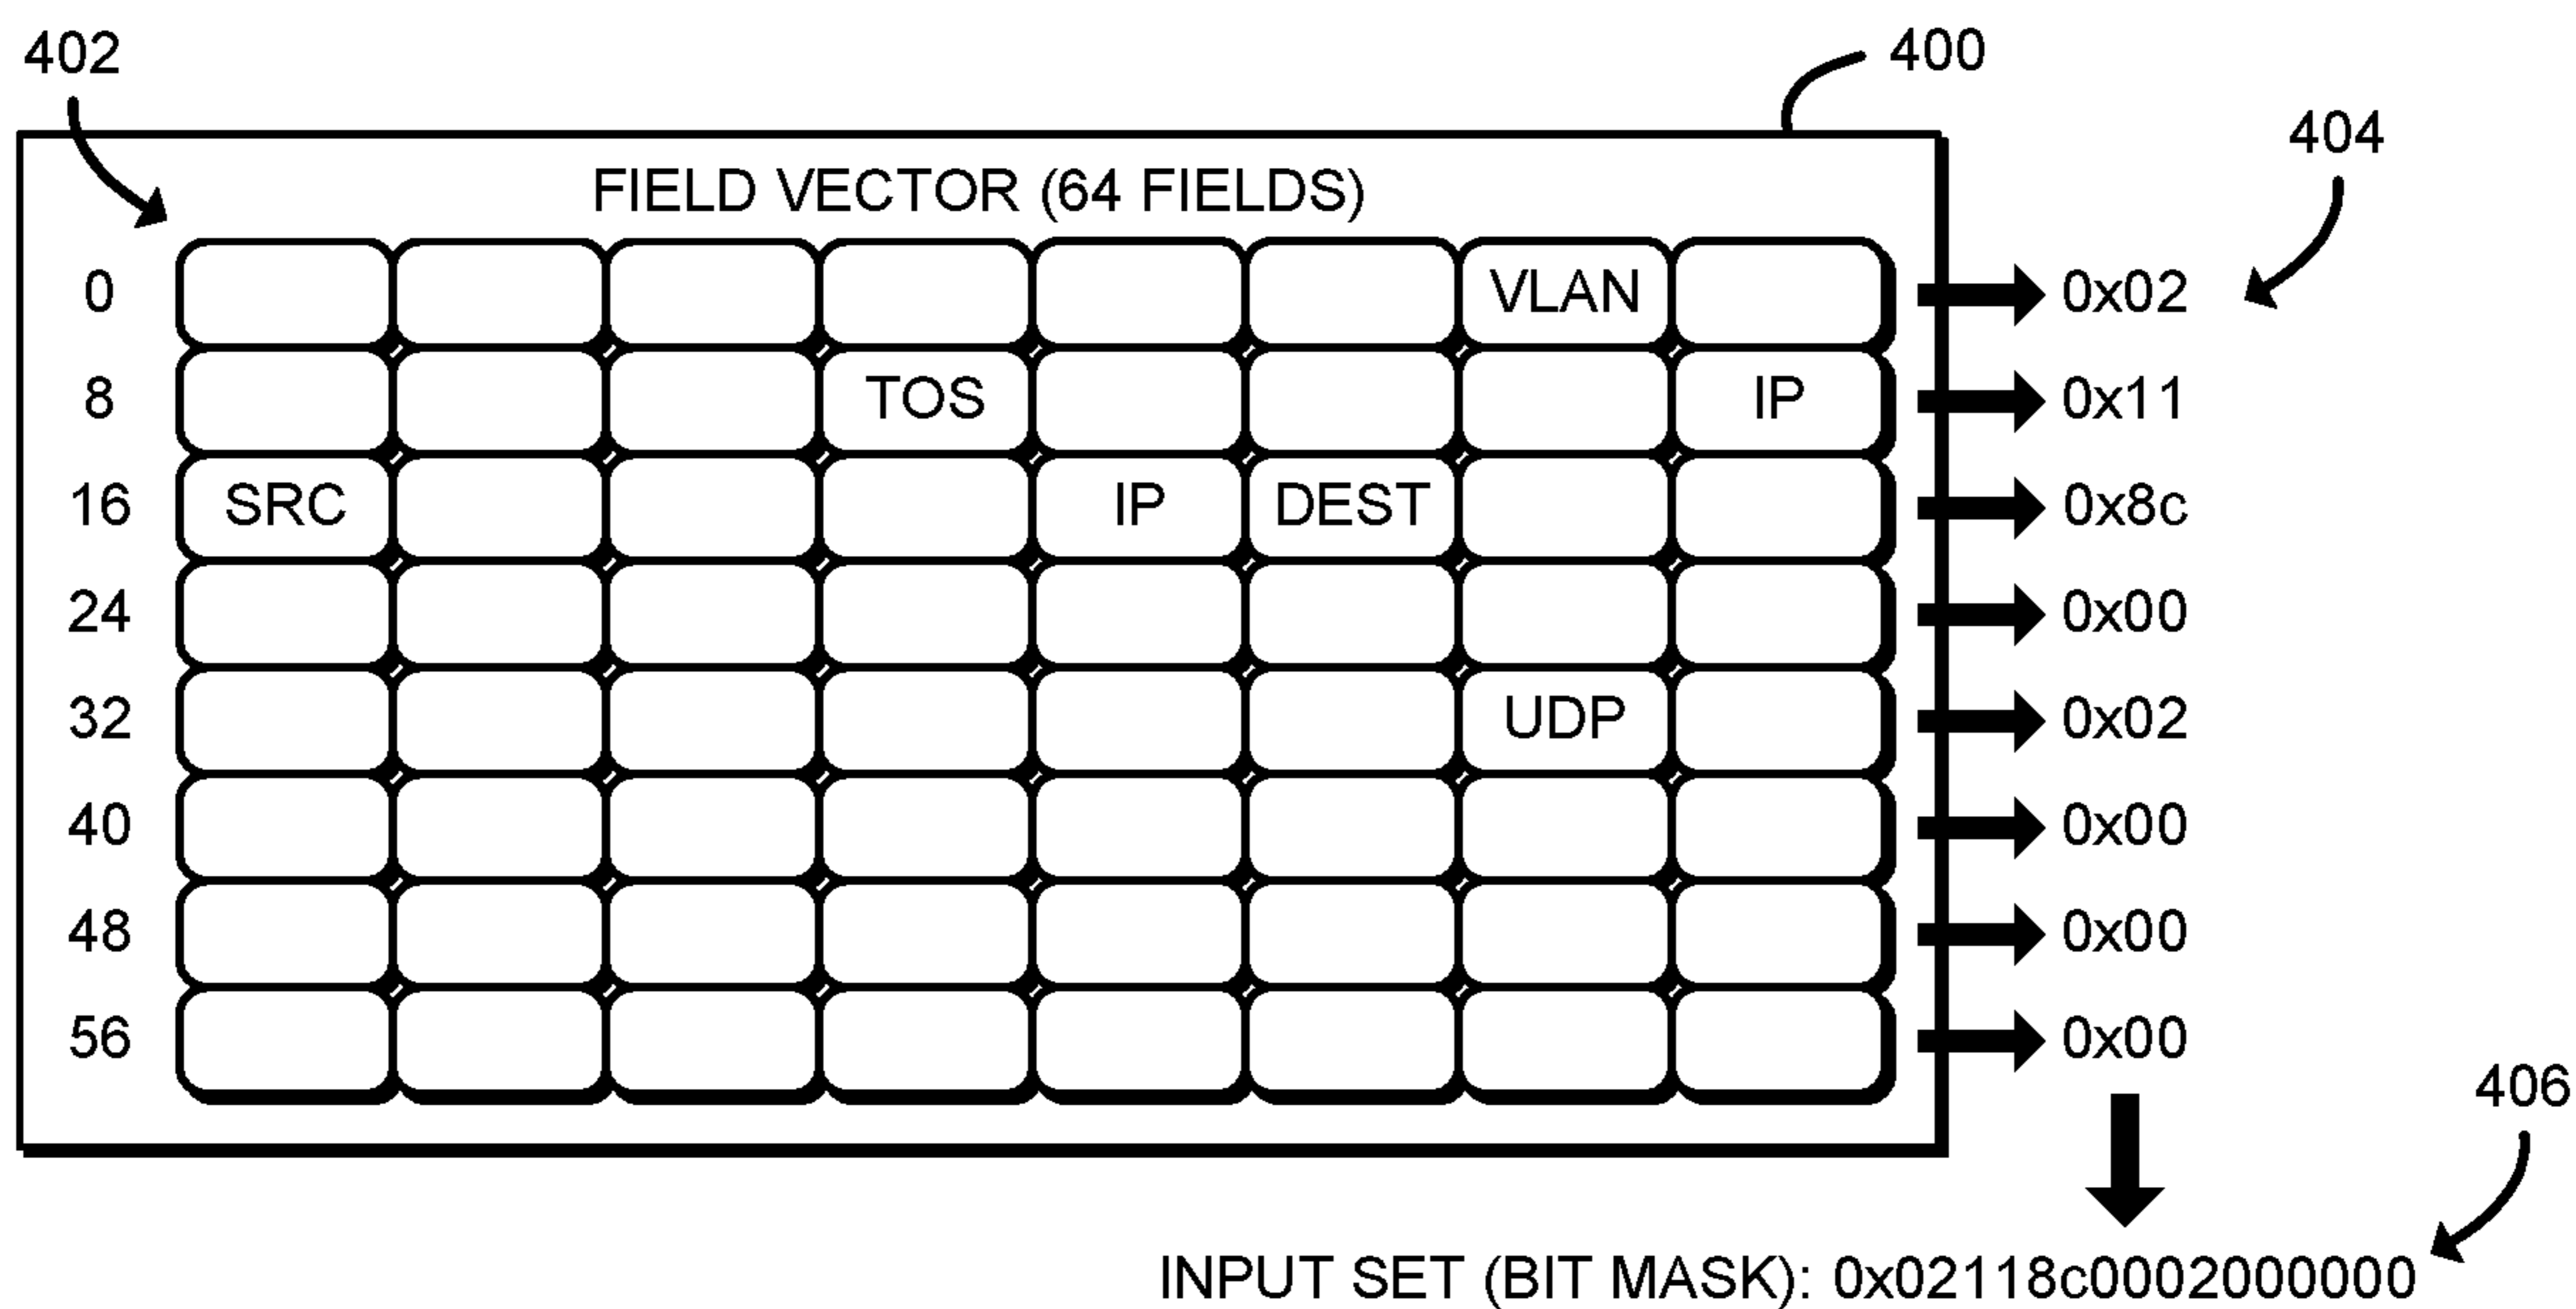 402
400
404
FIELD VECTOR (64 FIELDS)
0 VLAN 0x02
8 TOS IP 0x11
16 SRC IP DEST 0x8c
24 0x00
32 UDP 0x02
40 0x00
48 0x00
56 0x00
406
INPUT SET (BIT MASK): 0x02118c0002000000